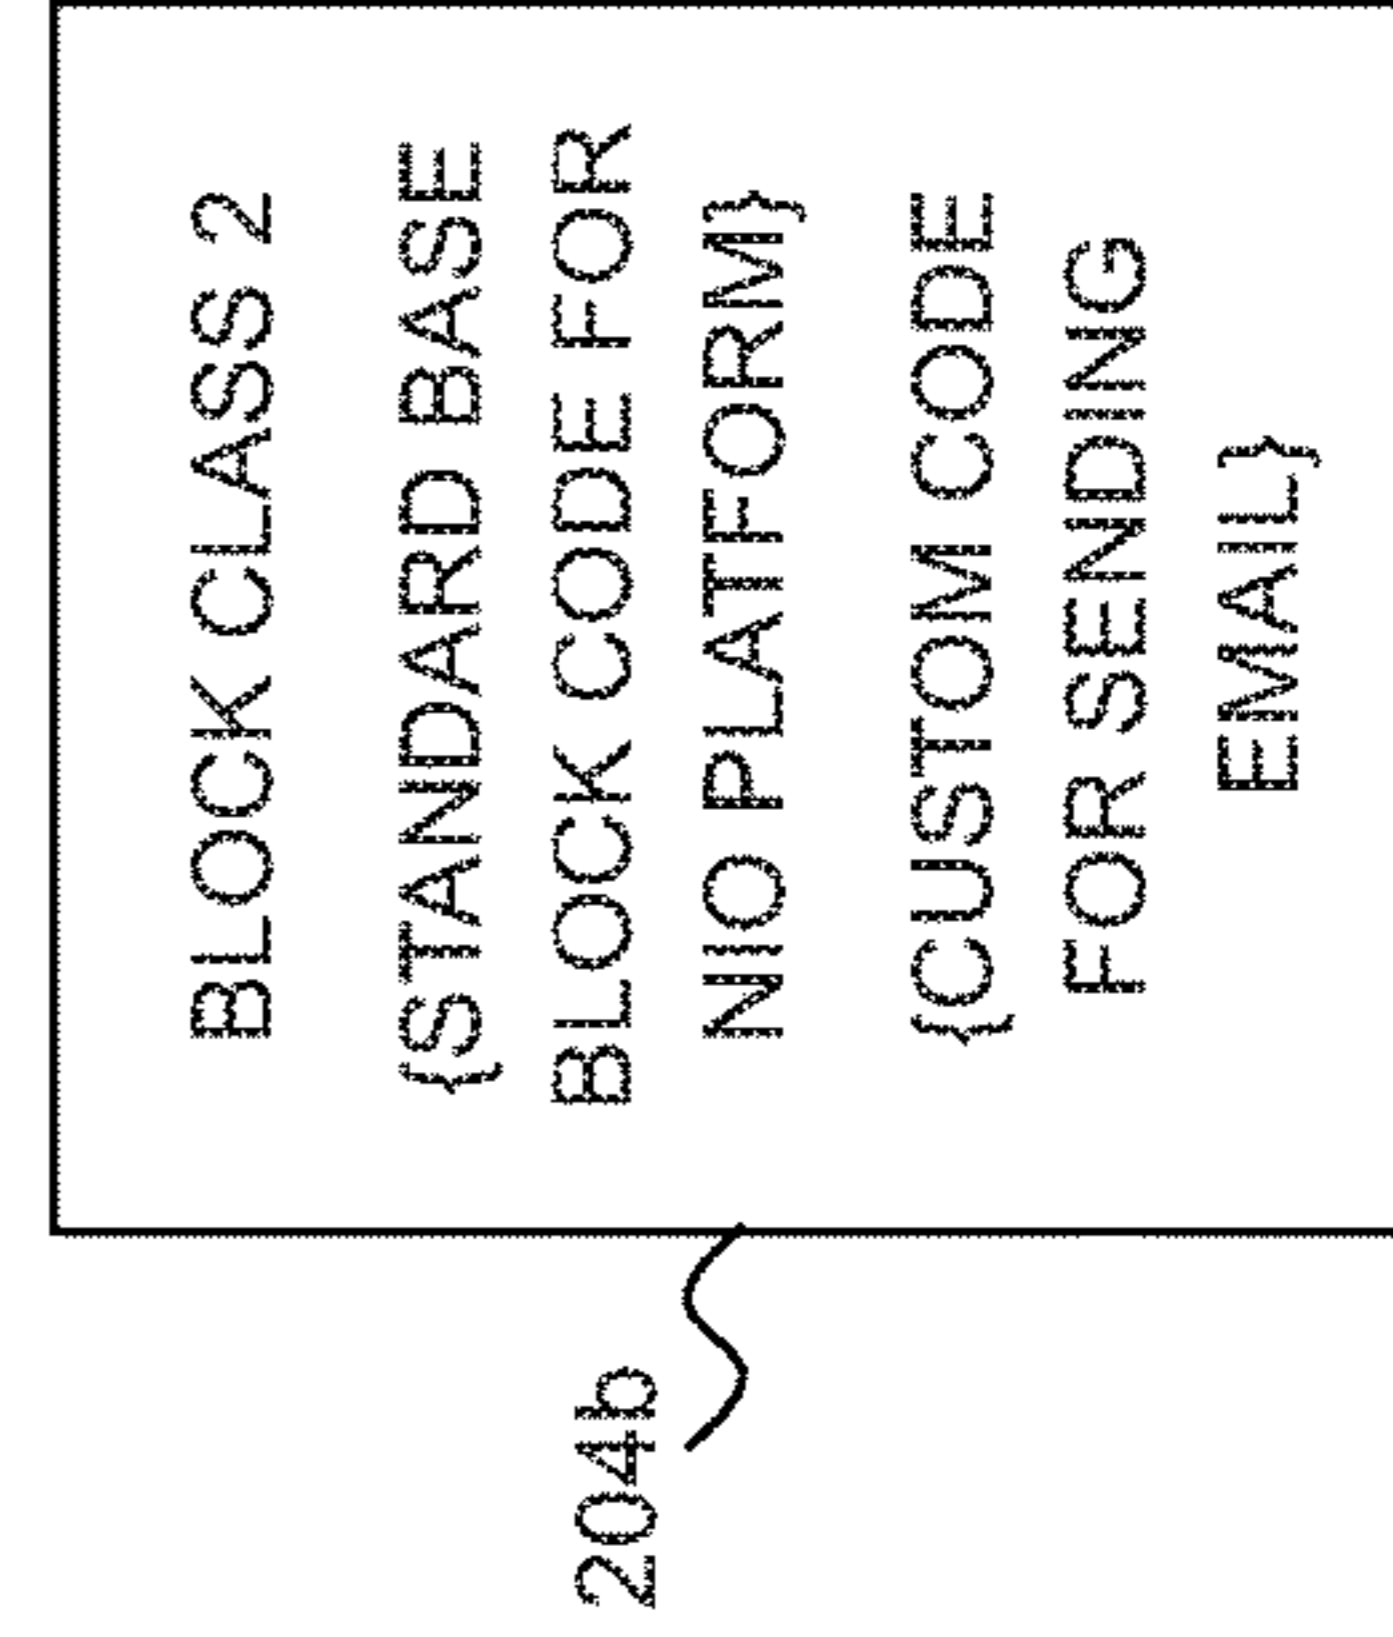 204b
BLOCK CLASS 2
{STANDARD BASE
BLOCK CODE FOR
NIO PLATFORM}
{CUSTOM CODE
FOR SENDING
EMAIL}